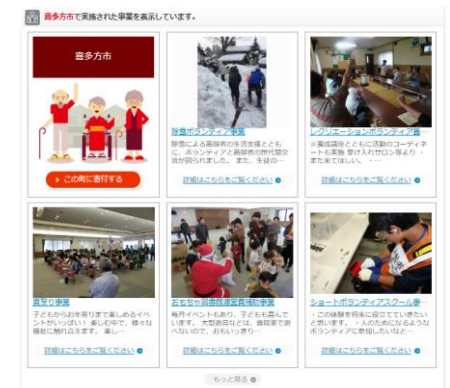 喜多方市で実施された事業を表示しています。
喜多方市
この町に寄付する
除雪ボランティア事業
除雪による高齢者の生活支援ととも
に、ボランティアと高齢者の世代間交
流が図られました。 また、生徒の…
詳細はこちらをご覧ください
レクリエーションボランティア養…
※養成講座とともに活動のコーディネ
ートも実施 受け入れサロン等より ・
また来てほしい。 ・…
詳細はこちらをご覧ください
夏祭り事業
子どもからお年寄りまで楽しめるイベ
ントがいっぱい！ 楽しむ中で、様々な
福祉に触れ合えます。 楽し…
詳細はこちらをご覧ください
おもちゃ図書館運営費補助事業
毎月イベントもあり、子どもも喜んで
います。 大型遊具などは、普段家で遊
べないので、おもいっきり…
詳細はこちらをご覧ください
ショートボランティアスクール事…
・この体験を将来に役立てていきたい
と思います。 ・人のためになるような
ボランティアに参加したいなと…
詳細はこちらをご覧ください
もっと見る